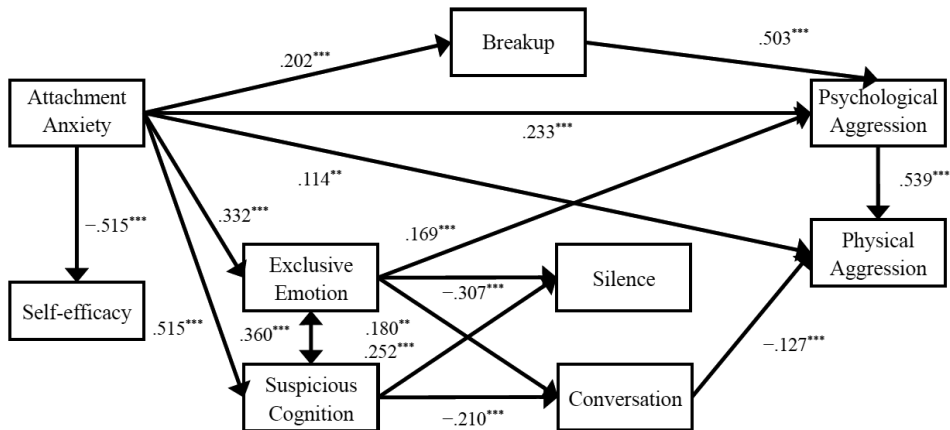 Breakup
.202***
.503***
Attachment
Anxiety
Psychological
Aggression
.233***
.114**
.539***
−.515***
.332***
.169***
Physical
Aggression
Exclusive
Emotion
Silence
Self-efficacy
−.307***
.515***
.360***
.180**
.252***
−.127***
Suspicious
Cognition
Conversation
−.210***